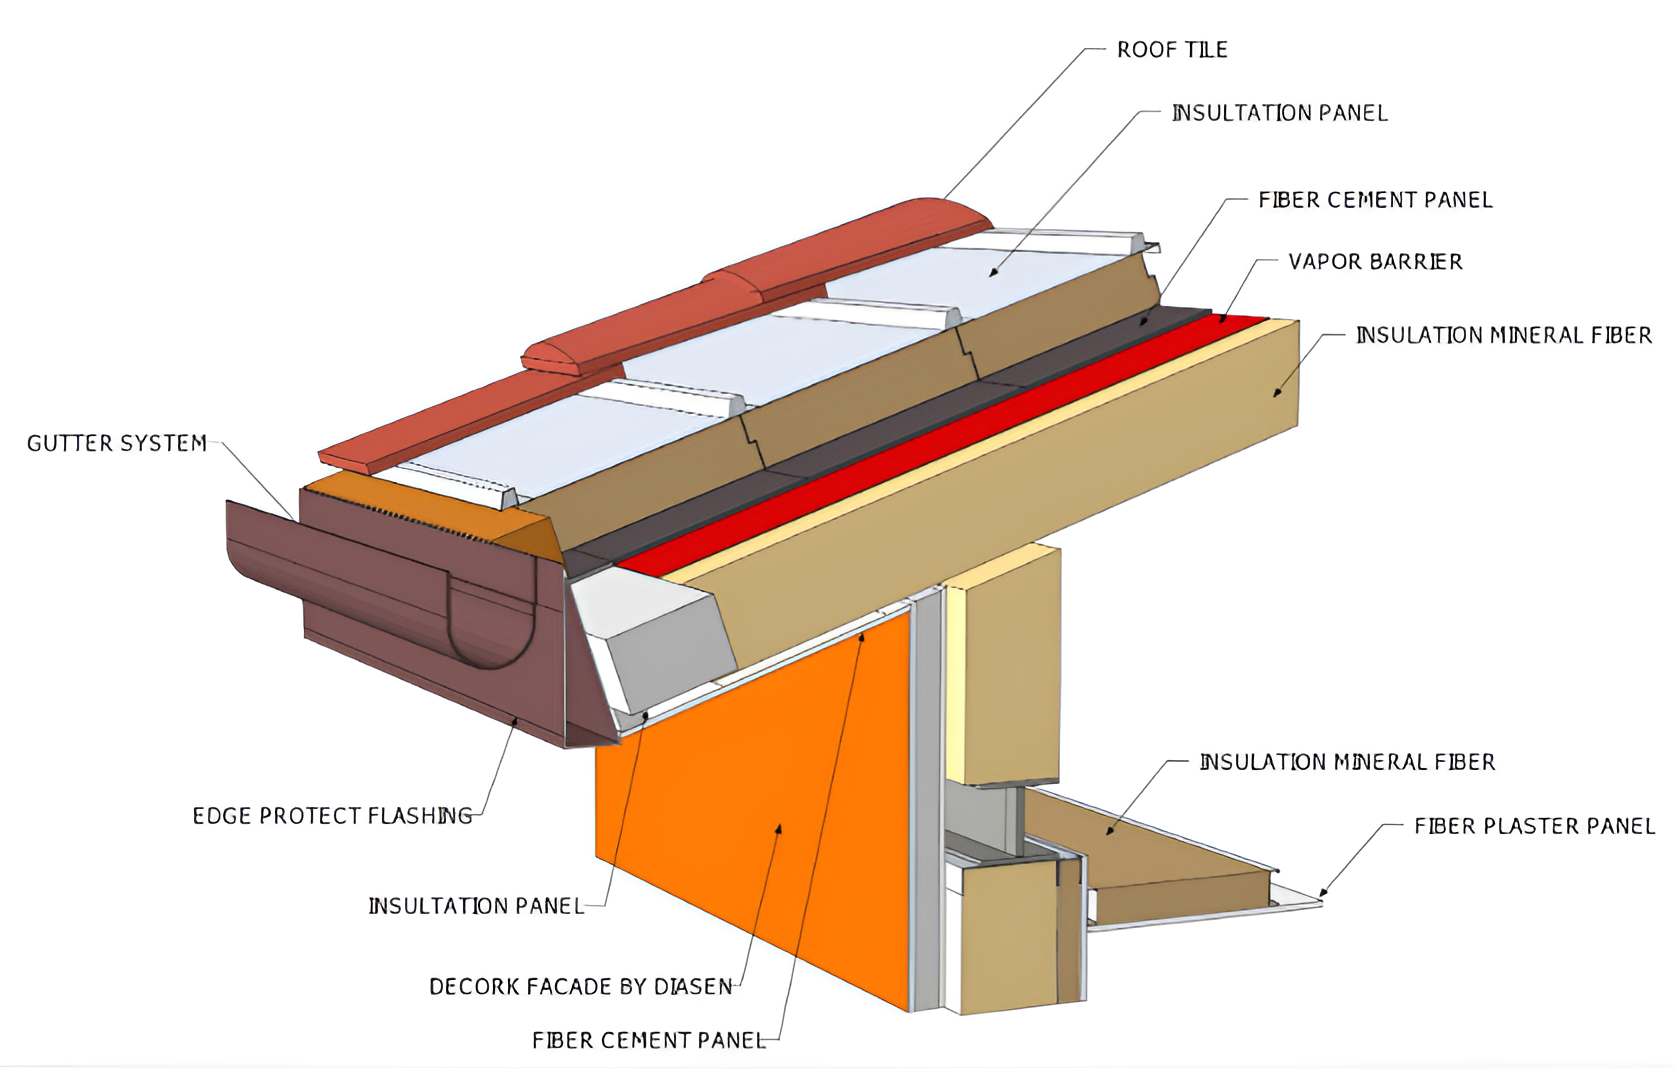 ROOF TILE
INSULTATION PANEL
FIBER CEMENT PANEL
VAPOR BARRIER
INSULATION MINERAL FIBER
GUTTER SYSTEM
INSULATION MINERAL FIBER
EDGE PROTECT FLASHING
FIBER PLASTER PANEL
INSULTATION PANEL
DECORK FACADE BY DIASEN
FIBER CEMENT PANEL